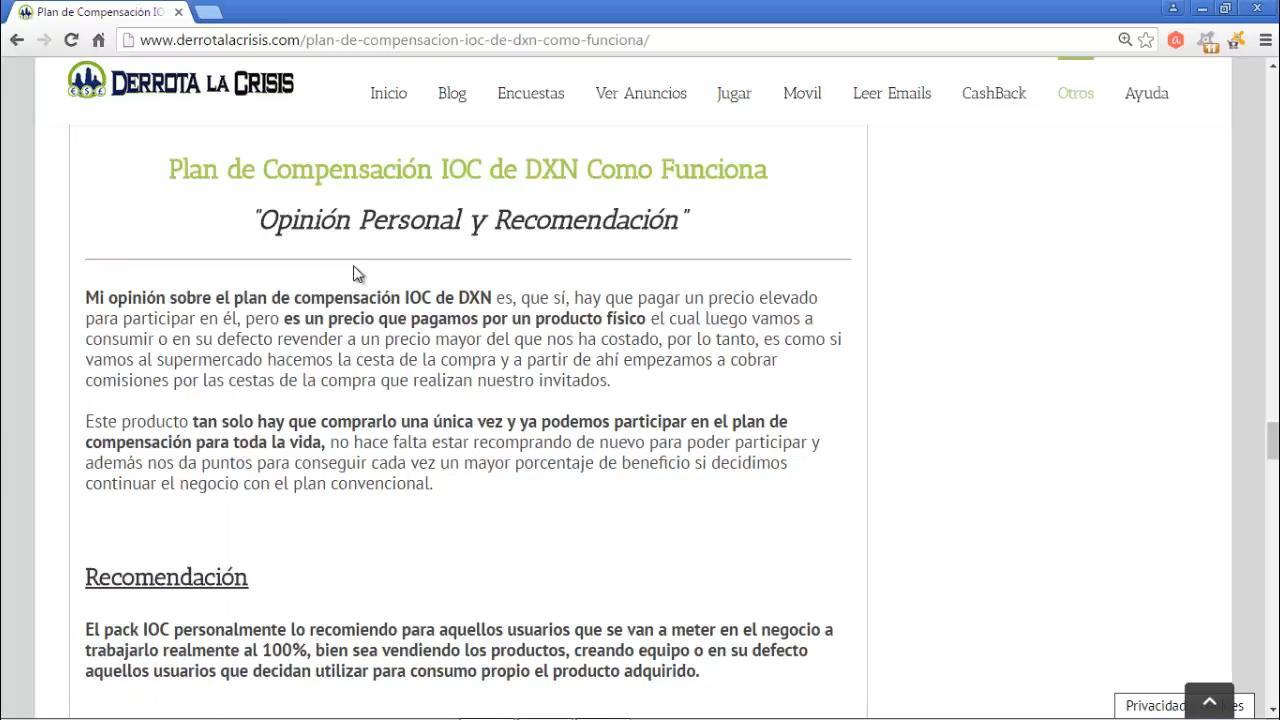 Plan de Compensación IO
www.derrotalacrisis.com/plan-de-compensacion-ioc-de-dxn-como-funciona/
11
DERROTA LA CRISIS
Inicio Blog Encuestas Ver Anuncios Jugar Movil Leer Emails CashBack Otros Ayuda
Plan de Compensación IOC de DXN Como Funciona
"Opinión Personal y Recomendación"
Mi opinión sobre el plan de compensación IOC de DXN es, que sí, hay que pagar un precio elevado
para participar en él, pero es un precio que pagamos por un producto físico el cual luego vamos a
consumir o en su defecto revender a un precio mayor del que nos ha costado, por lo tanto, es como si
vamos al supermercado hacemos la cesta de la compra y a partir de ahí empezamos a cobrar
comisiones por las cestas de la compra que realizan nuestro invitados.
Este producto tan solo hay que comprarlo una única vez y ya podemos participar en el plan de
compensación para toda la vida, no hace falta estar recomprando de nuevo para poder participar y
además nos da puntos para conseguir cada vez un mayor porcentaje de beneficio si decidimos
continuar el negocio con el plan convencional.
Recomendación
El pack IOC personalmente lo recomiendo para aquellos usuarios que se van a meter en el negocio a
trabajarlo realmente al 100%, bien sea vendiendo los productos, creando equipo o en su defecto
aquellos usuarios que decidan utilizar para consumo propio el producto adquirido.
Privacidad